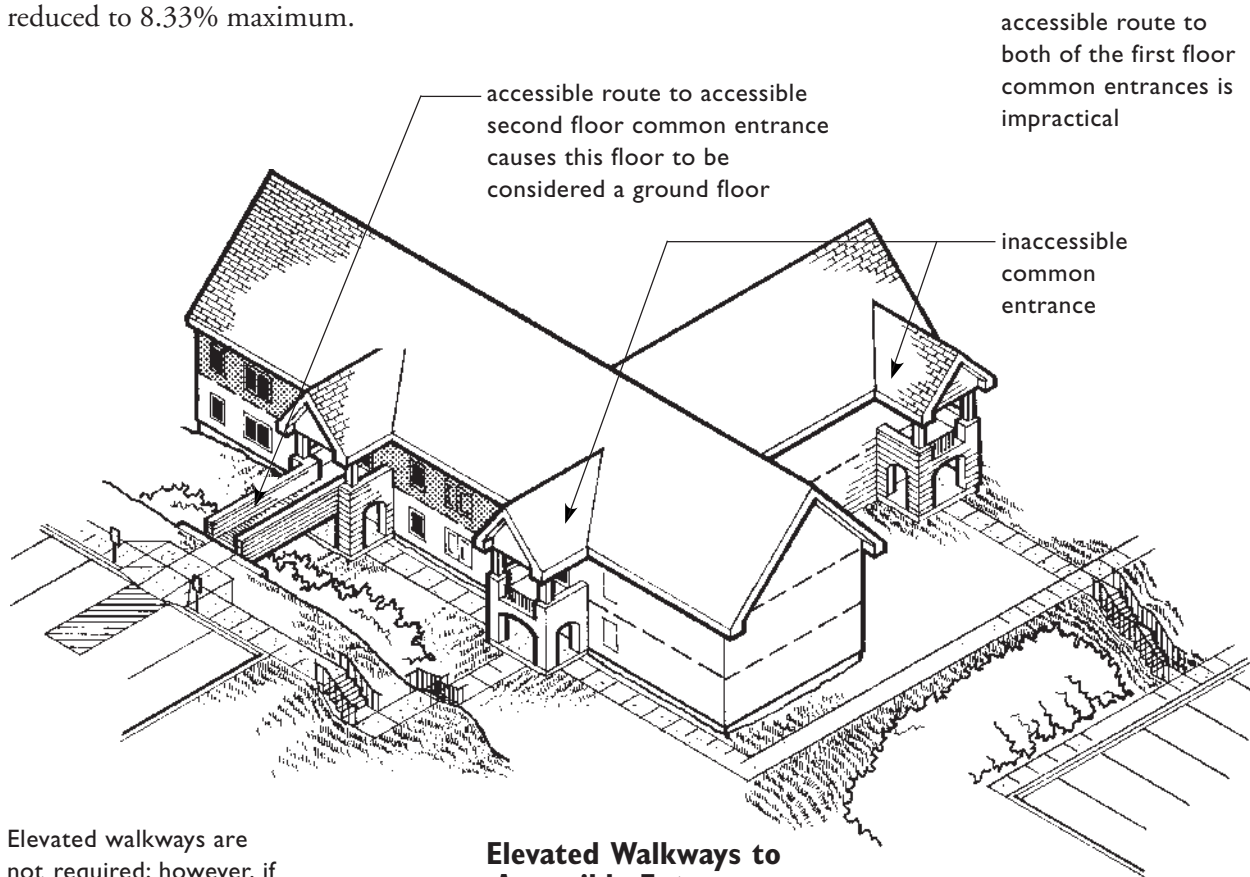 reduced to 8.33% maximum.
accessible route to
both of the first floor
common entrances is
impractical
accessible route to accessible
second floor common entrance
causes this floor to be
considered a ground floor
inaccessible
common
entrance
Elevated walkways are
not required; however, if
Elevated Walkways to